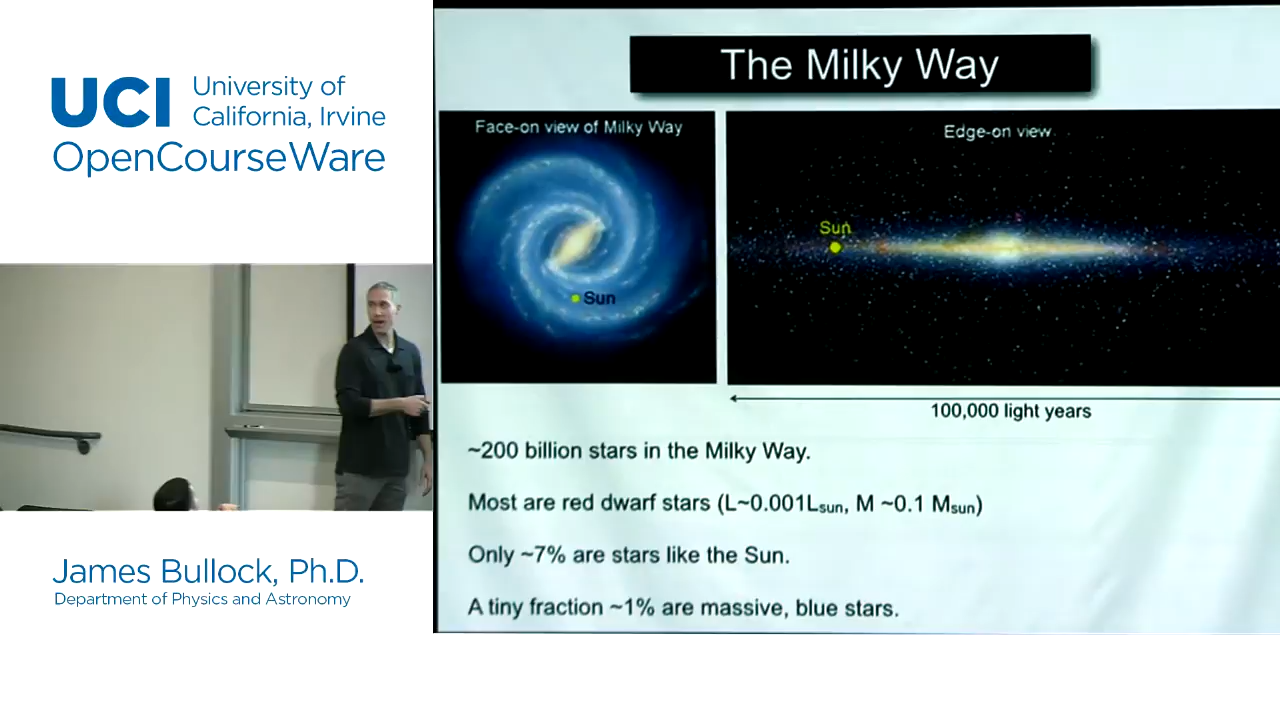 UCI University of
California, Irvine
OpenCourseWare
James Bullock, Ph.D.
Department of Physics and Astronomy
The Milky Way
Face-on view of Milky Way
Sun
Edge-on view
Sun
100,000 light years
~200 billion stars in the Milky Way.
Most are red dwarf stars (L~0.001Lsun, M ~0.1 Msun)
Only ~7% are stars like the Sun.
A tiny fraction ~1% are massive, blue stars.